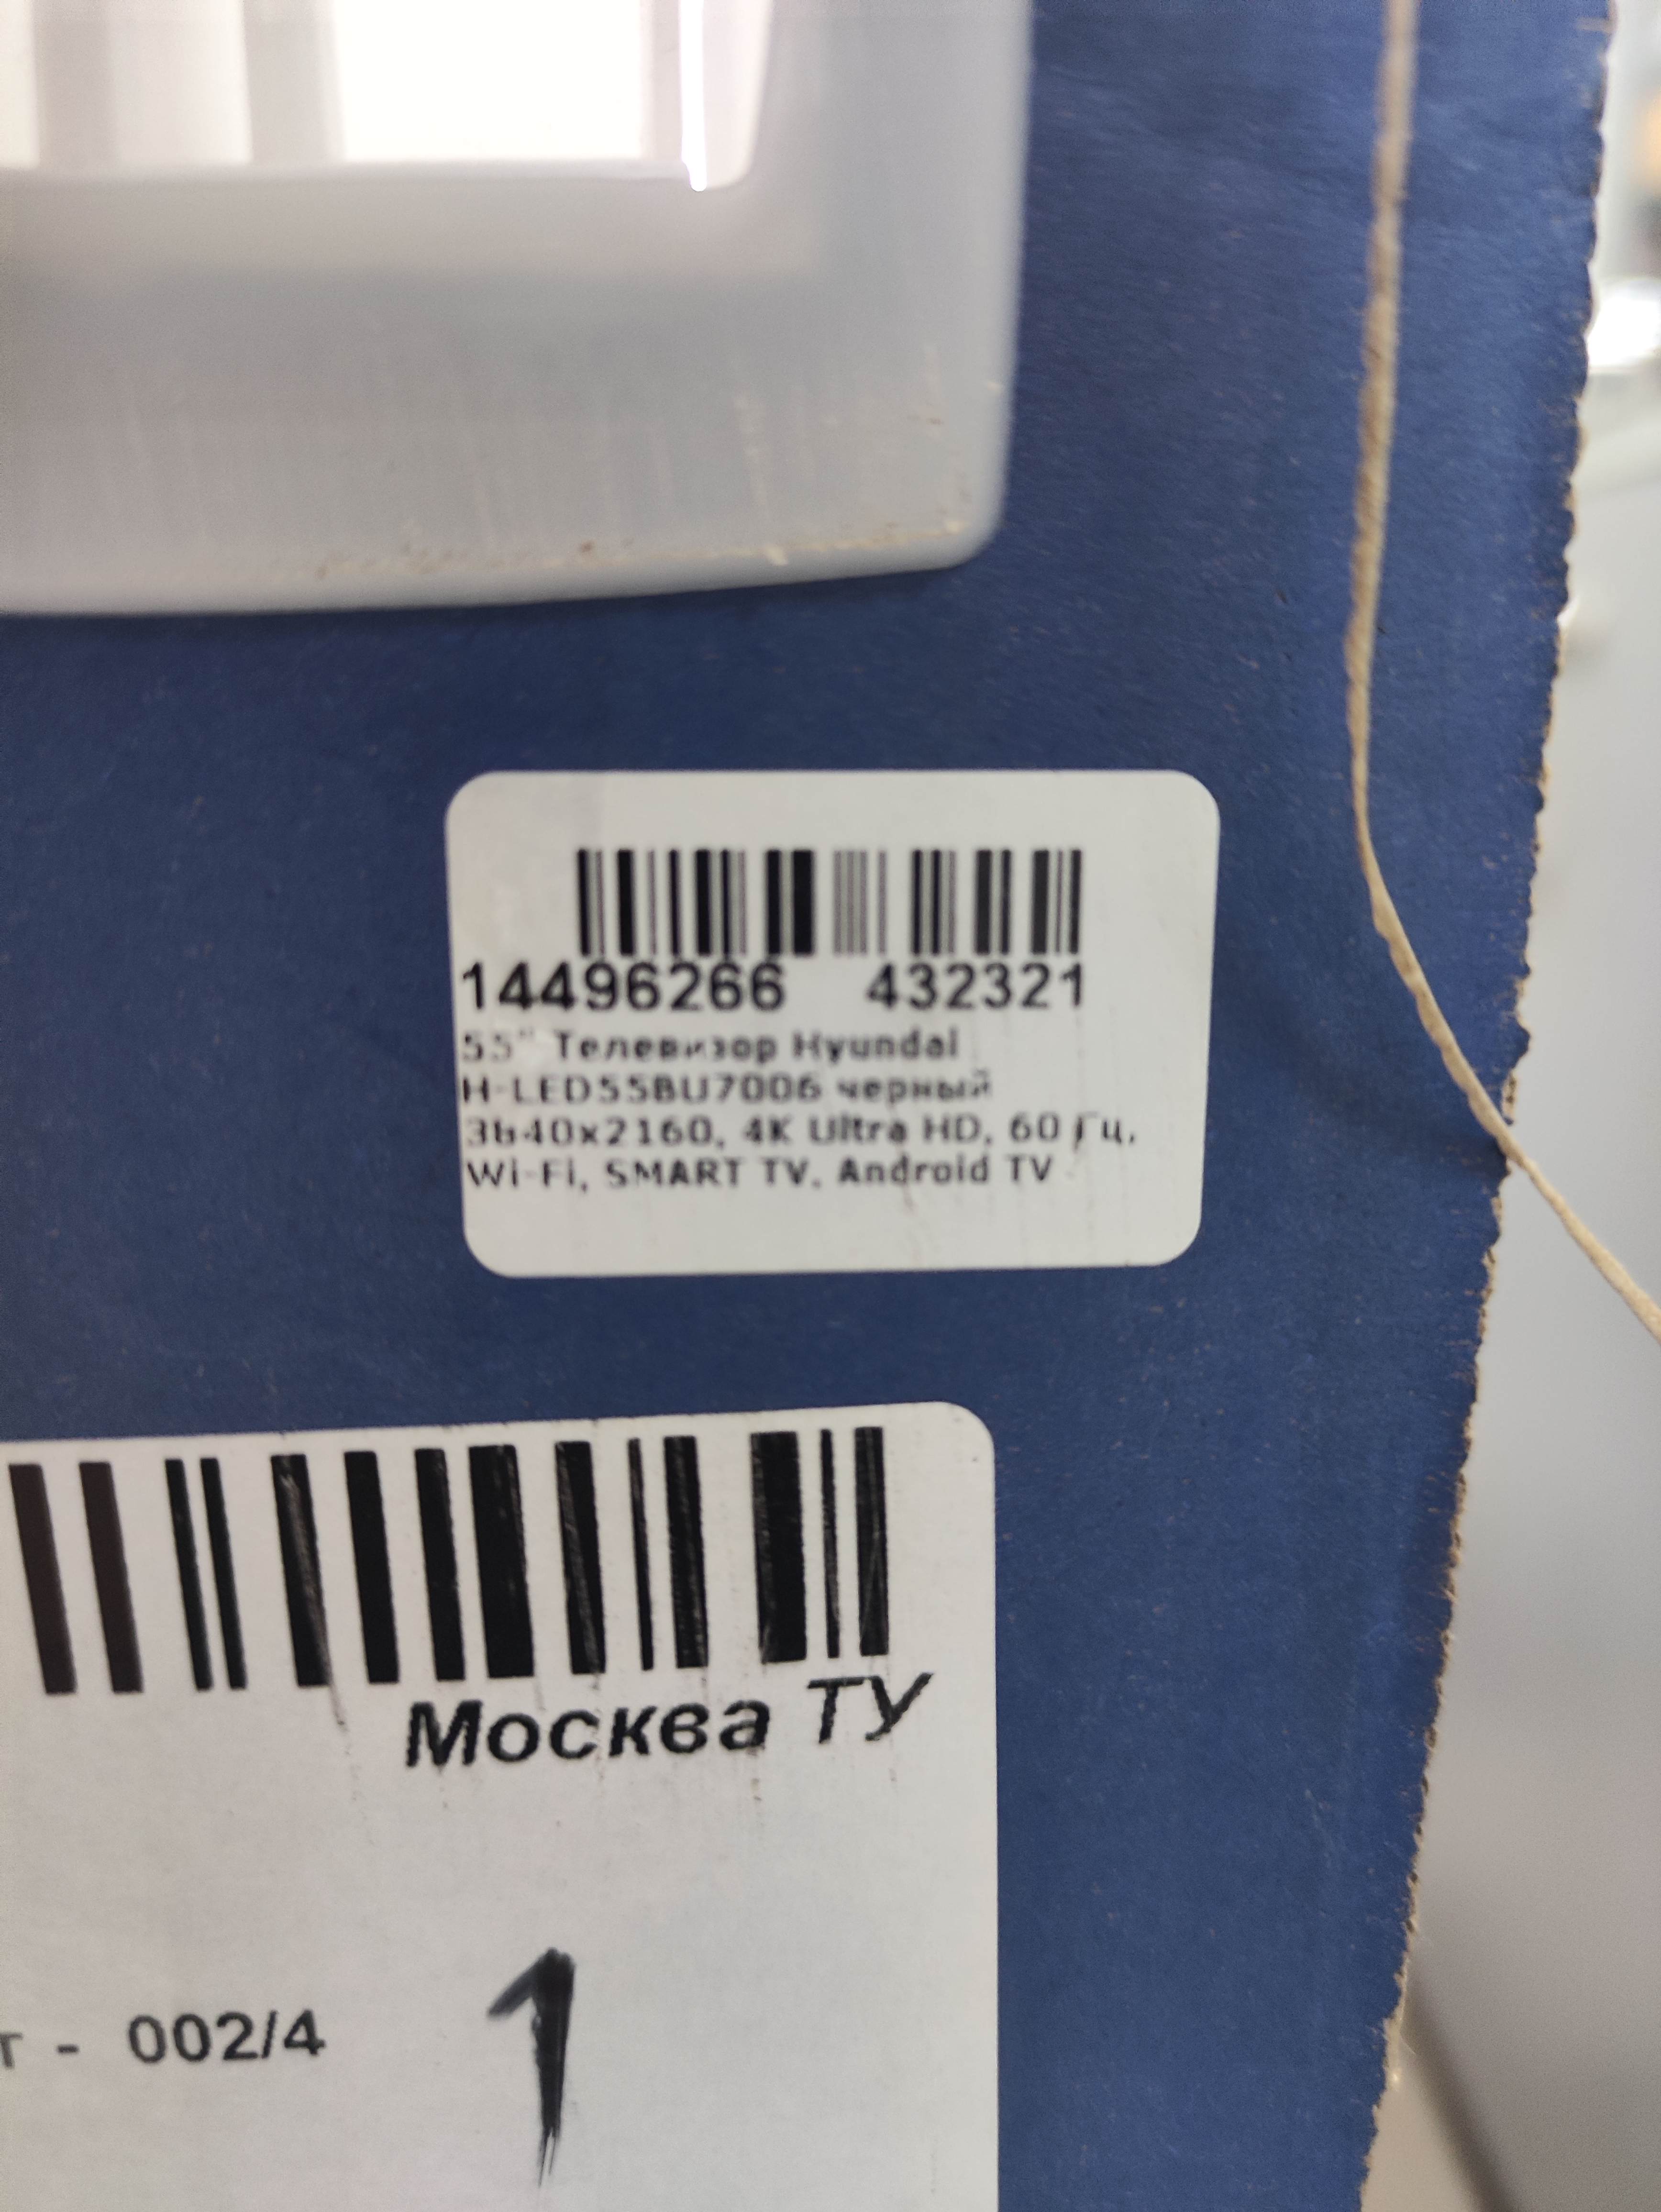 14496266 432321
55" Телевизор Hyundai
H-LED55BU7006 черный
3840x2160, 4K Ultra HD, 60 Гц,
Wi-Fi, SMART TV, Android TV
Москва ТУ
1
т - 002/4